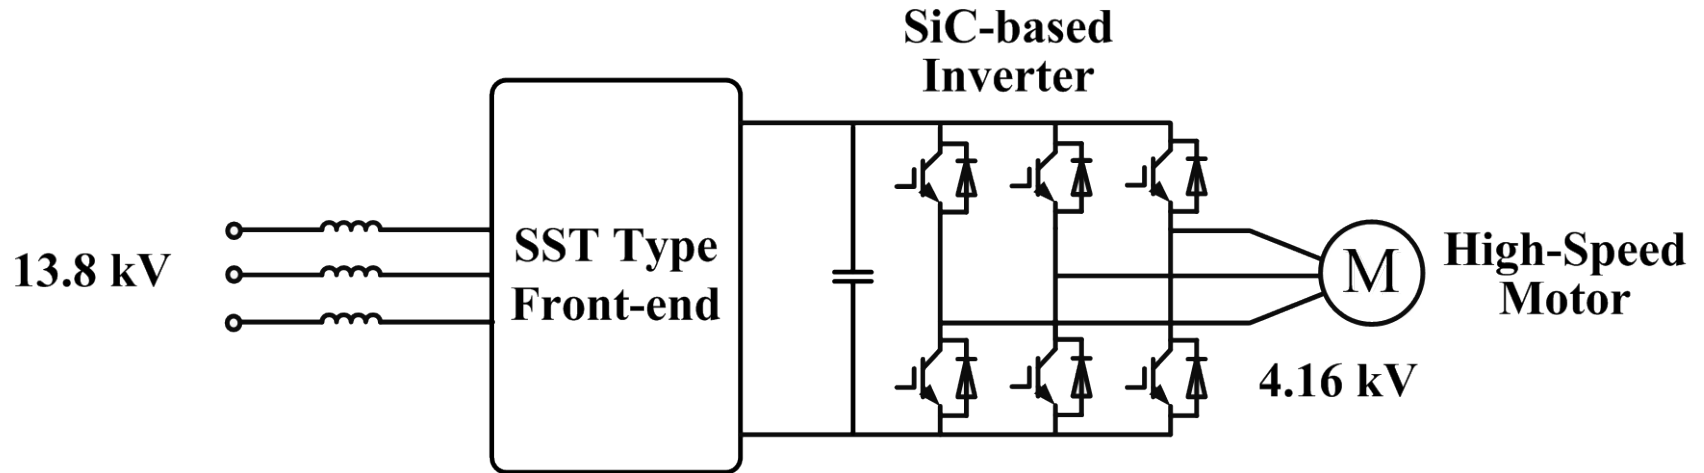 SiC-based
Inverter
13.8 kV
SST Type
Front-end
M
High-Speed
Motor
4.16 kV